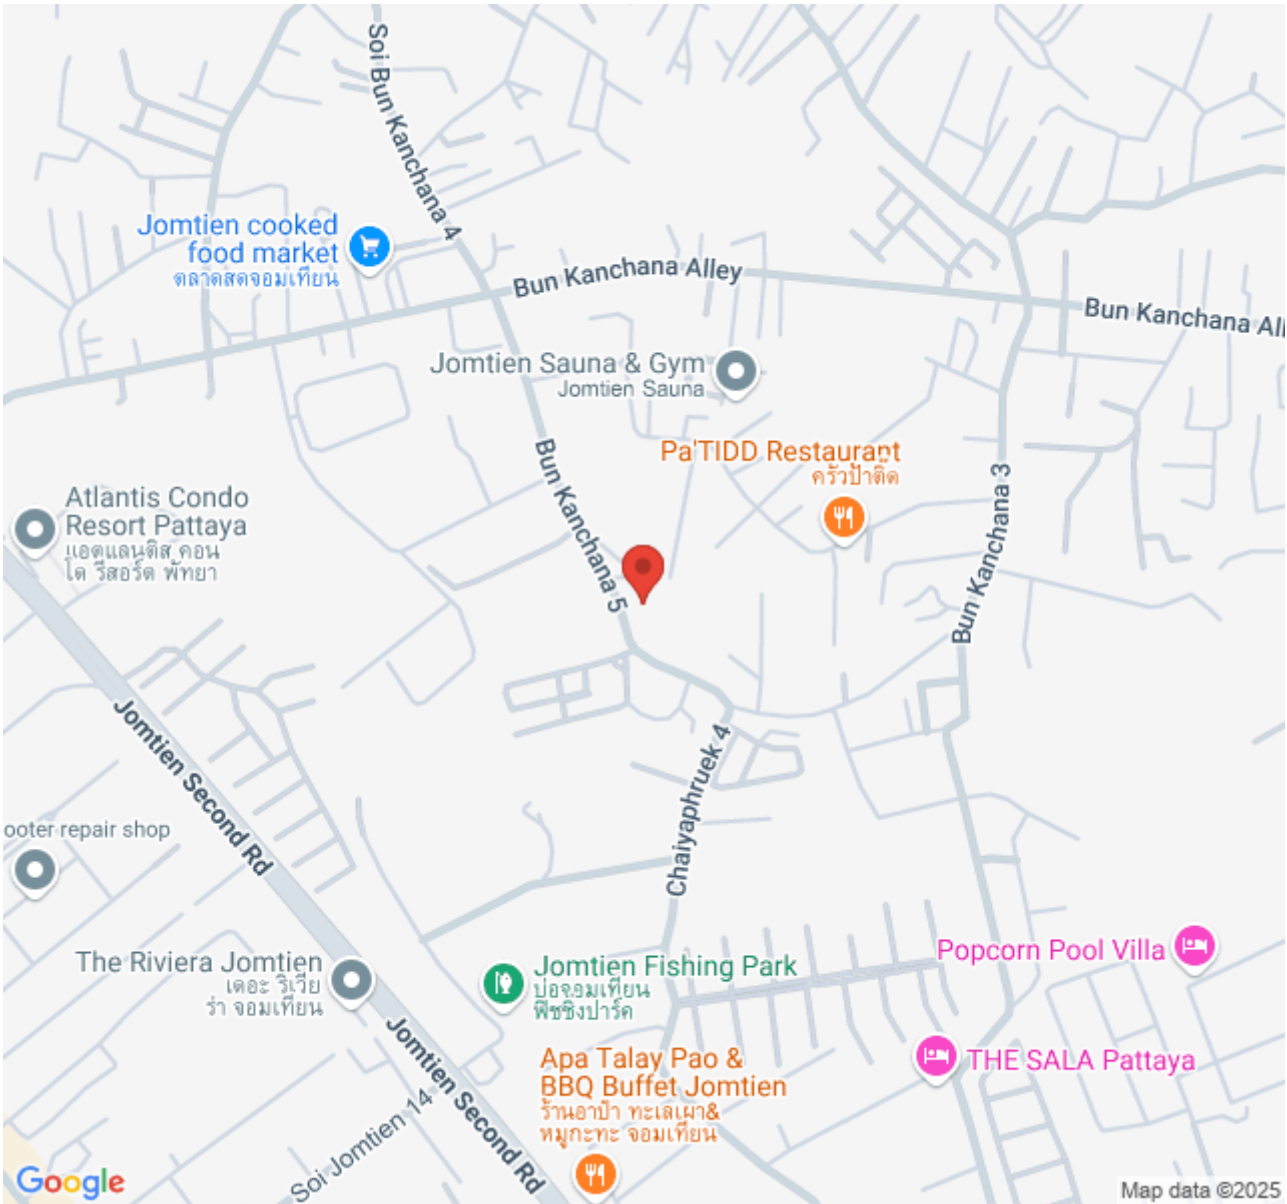 Soi Bun Kanchana 4
Jomtien cooked
food market
ตลาดสดจอมเทียน
Bun Kanchana Alley
Bun Kanchana All
Jomtien Sauna & Gym
Jomtien Sauna
Pa'TIDD Restaurant
ครัวป้าติ๊ด
Bun Kanchana 5
Bun Kanchana 3
Atlantis Condo
Resort Pattaya
แอตแลนติส คอน
โด รีสอร์ต พัทยา
Jomtien Second Rd
Chaiyaphruek 4
ooter repair shop
The Riviera Jomtien
เดอะ ริเวีย
ร่า จอมเทียน
Jomtien Fishing Park
บ่อจอมเทียน
ฟิชชิ่งปาร์ค
Popcorn Pool Villa
THE SALA Pattaya
Jomtien Second Rd
Soi Jomtien 14
Apa Talay Pao &
BBQ Buffet Jomtien
ร้านอาป๋า ทะเลเผา&
หมูกะทะ จอมเทียน
Google
Map data ©2025